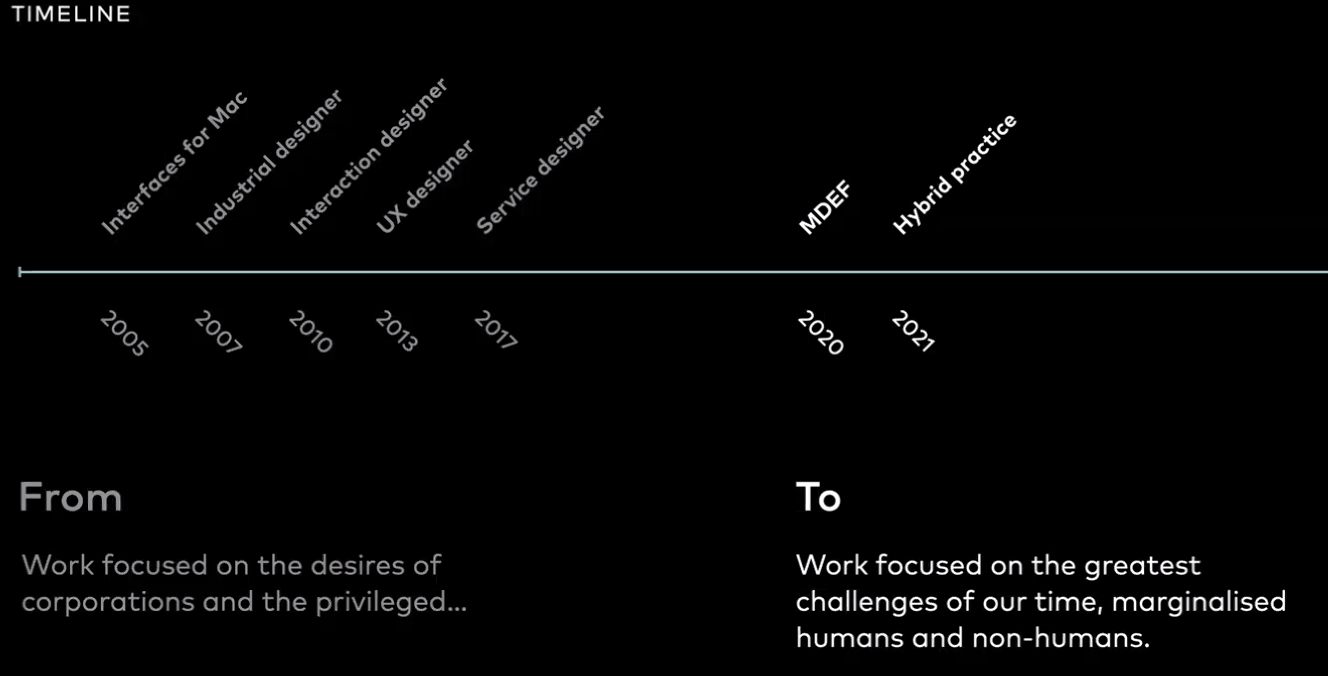 TIMELINE
Interfaces for Mac
Industrial designer
Interaction designer
UX designer
Service designer
MDEF
Hybrid practice
2005
2007
2010
2013
2017
2020
2021
From
Work focused on the desires of
corporations and the privileged...
To
Work focused on the greatest
challenges of our time, marginalised
humans and non-humans.